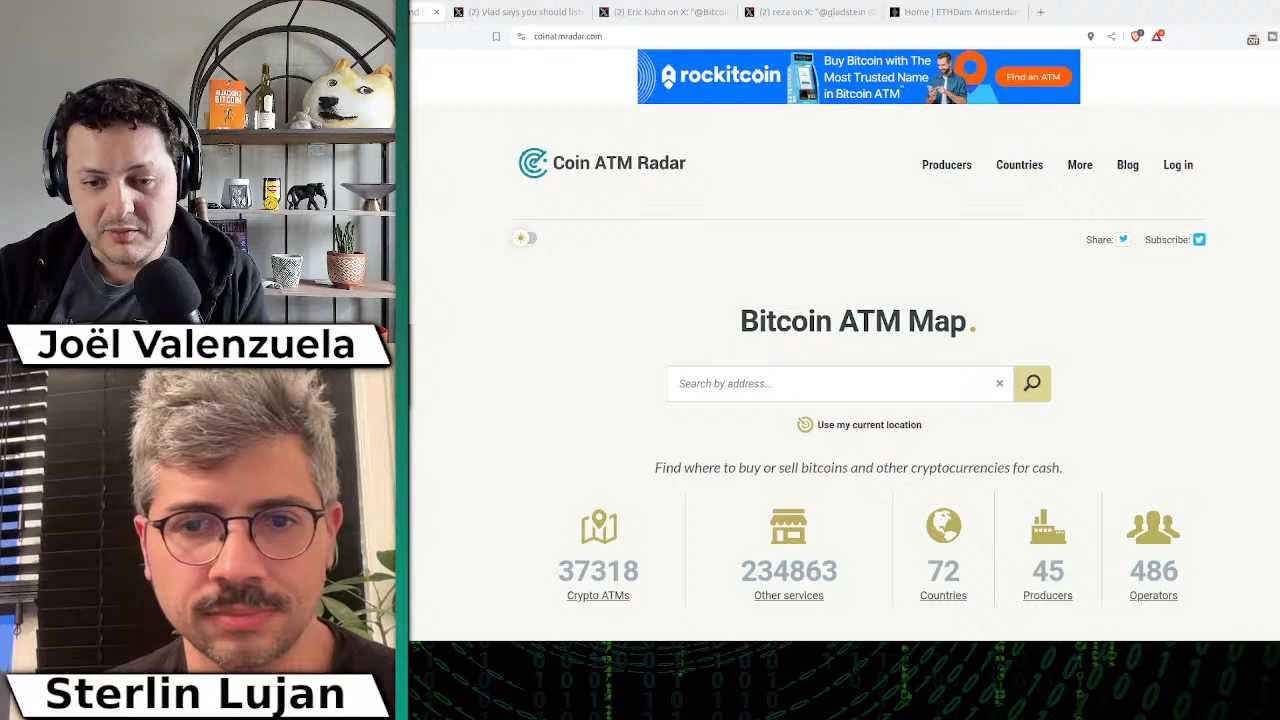 (2) Vlad says you should list
(2) Eric Kuhn on X: "@Bitcoi
(2) reza on X: "@gladstein (
Home | ETHDam Amsterdam
coinatmradar.com
rockitcoin
Buy Bitcoin with The
Most Trusted Name
in Bitcoin ATM™
Find an ATM
Coin ATM Radar
Producers
Countries
More
Blog
Log in
Share:
Subscribe:
Bitcoin ATM Map.
Search by address...
Use my current location
Find where to buy or sell bitcoins and other cryptocurrencies for cash.
37318
Crypto ATMs
234863
Other services
72
Countries
45
Producers
486
Operators
HIJACKING
BITCOIN
Joël Valenzuela
Sterlin Lujan